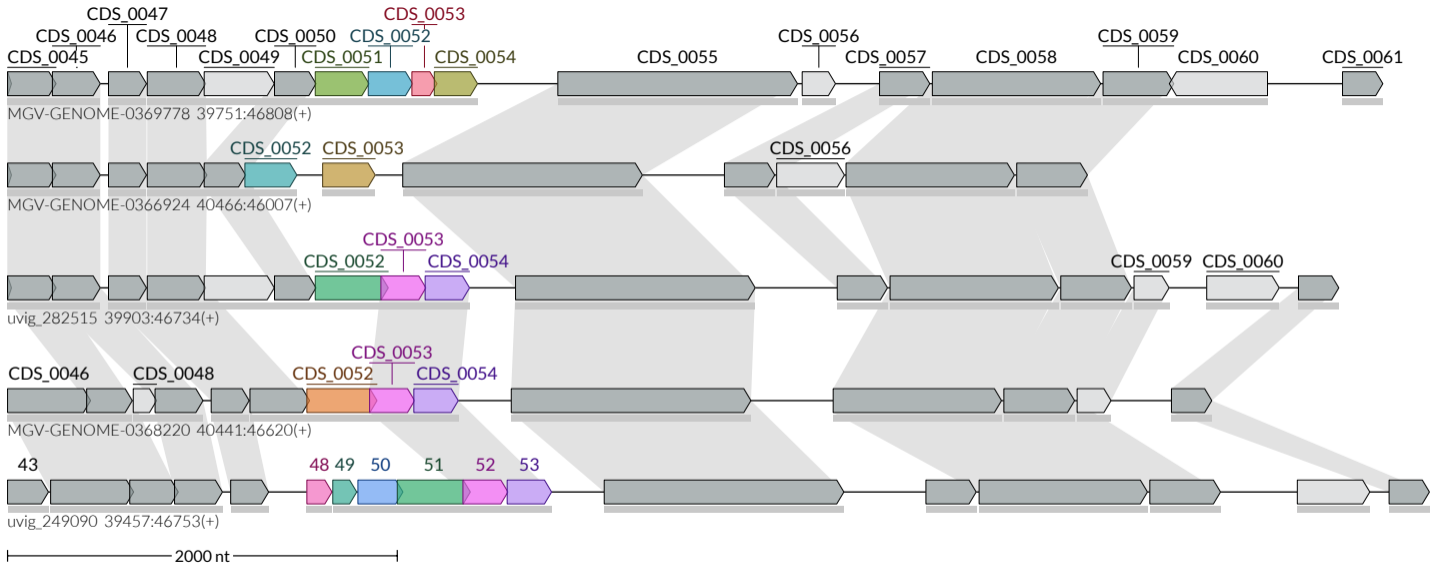 CDS_0047 CDS_0053
CDS_0046 CDS_0048 CDS_0050 CDS_0052 CDS_0056 CDS_0059
CDS_0045 CDS_0049 CDS_0051 CDS_0054 CDS_0055 CDS_0057 CDS_0058 CDS_0060 CDS_0061
MGV-GENOME-0369778 39751:46808(+)
CDS_0052 CDS_0053 CDS_0056
MGV-GENOME-0366924 40466:46007(+)
CDS_0053
CDS_0052 CDS_0054 CDS_0059 CDS_0060
uvig_282515 39903:46734(+)
CDS_0053
CDS_0046 CDS_0048 CDS_0052 CDS_0054
MGV-GENOME-0368220 40441:46620(+)
43 48 49 50 51 52 53
uvig_249090 39457:46753(+)
2000 nt